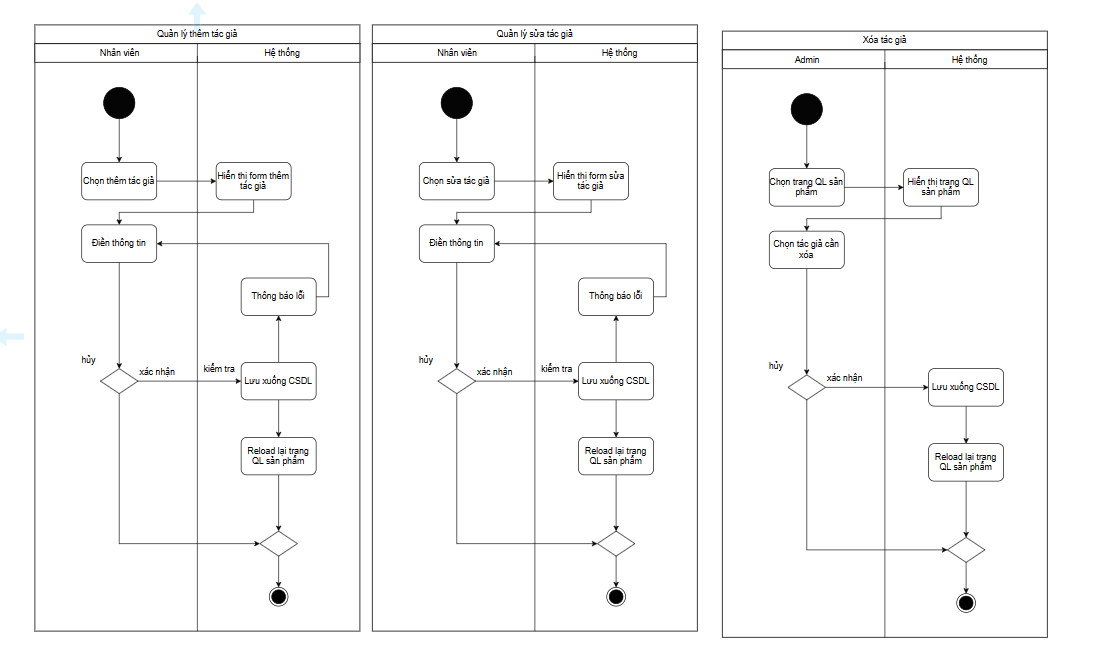 Quản lý thêm tác giả
Nhân viên
Hệ thống
Chọn thêm tác giả
Hiển thị form thêm
tác giả
Điền thông tin
Thông báo lỗi
hủy
xác nhận
kiểm tra
Lưu xuống CSDL
Reload lại trang
QL sản phẩm
Quản lý sửa tác giả
Nhân viên
Hệ thống
Chọn sửa tác giả
Hiển thị form sửa
tác giả
Điền thông tin
Thông báo lỗi
hủy
xác nhận
kiểm tra
Lưu xuống CSDL
Reload lại trang
QL sản phẩm
Xóa tác giả
Admin
Hệ thống
Chọn trang QL sản
phẩm
Hiển thị trang QL
sản phẩm
Chọn tác giả cần
xóa
hủy
xác nhận
Lưu xuống CSDL
Reload lại trang
QL sản phẩm